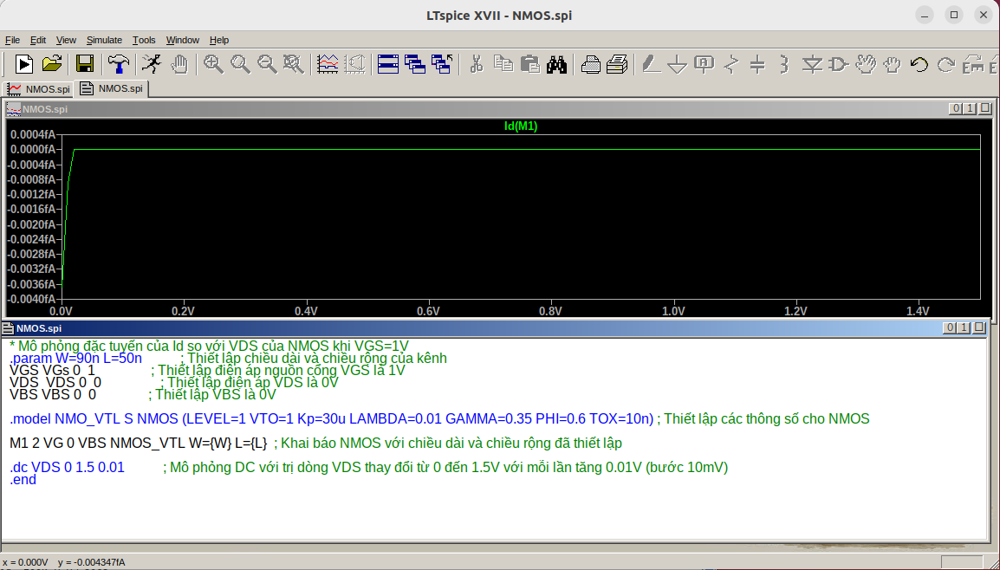 LTspice XVII - NMOS.spi
File Edit View Simulate Tools Window Help
NMOS.spi NMOS.spi
NMOS.spi
Id(M1)
0.0004fA
0.0000fA
-0.0004fA
-0.0008fA
-0.0012fA
-0.0016fA
-0.0020fA
-0.0024fA
-0.0028fA
-0.0032fA
-0.0036fA
-0.0040fA
0.0V 0.2V 0.4V 0.6V 0.8V 1.0V 1.2V 1.4V
NMOS.spi
* Mô phỏng đặc tuyến của Id so với VDS của NMOS khi VGS=1V
.param W=90n L=50n ; Thiết lập chiều dài và chiều rộng của kênh
VGS VGs 0 1 ; Thiết lập điện áp nguồn cổng VGS là 1V
VDS VDS 0 0 ; Thiết lập điện áp VDS là 0V
VBS VBS 0 0 ; Thiết lập VBS là 0V
.model NMO_VTL S NMOS (LEVEL=1 VTO=1 Kp=30u LAMBDA=0.01 GAMMA=0.35 PHI=0.6 TOX=10n) ; Thiết lập các thông số cho NMOS
M1 2 VG 0 VBS NMOS_VTL W={W} L={L} ; Khai báo NMOS với chiều dài và chiều rộng đã thiết lập
.dc VDS 0 1.5 0.01 ; Mô phỏng DC với trị dòng VDS thay đổi từ 0 đến 1.5V với mỗi lần tăng 0.01V (bước 10mV)
.end
x = 0.000V y = -0.004347fA